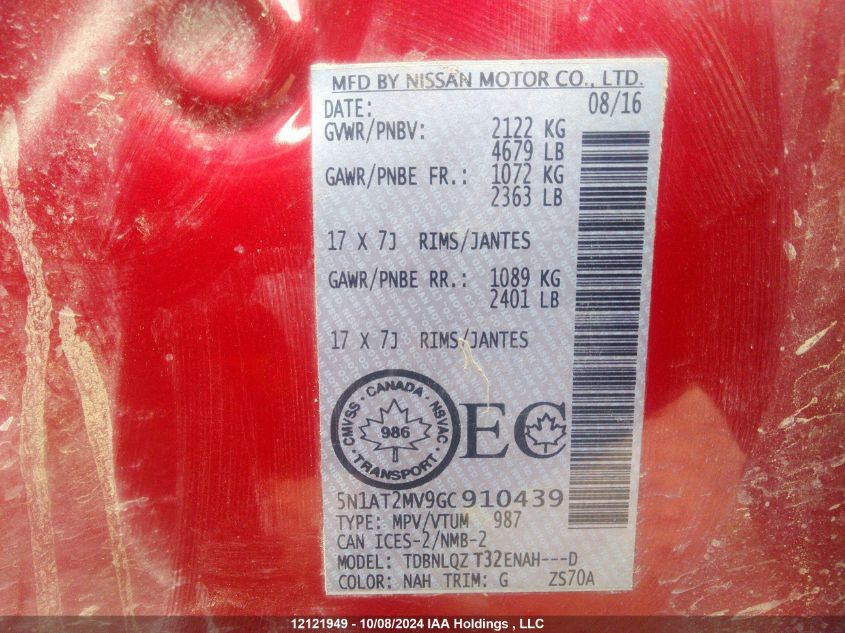 MFD BY NISSAN MOTOR CO., LTD.
DATE: 08/16
GVWR/PNBV: 2122 KG
4679 LB
GAWR/PNBE FR.: 1072 KG
2363 LB
17 X 7J RIMS/JANTES
GAWR/PNBE RR.: 1089 KG
2401 LB
17 X 7J RIMS/JANTES
CMVSS · CANADA · NSVAC
986
TRANSPORT
EC
5N1AT2MV9GC910439
TYPE: MPV/VTUM 987
CAN ICES-2/NMB-2
MODEL: TDBNLQZ T32ENAH---D
COLOR: NAH TRIM: G ZS70A
12121949 - 10/08/2024 IAA Holdings , LLC